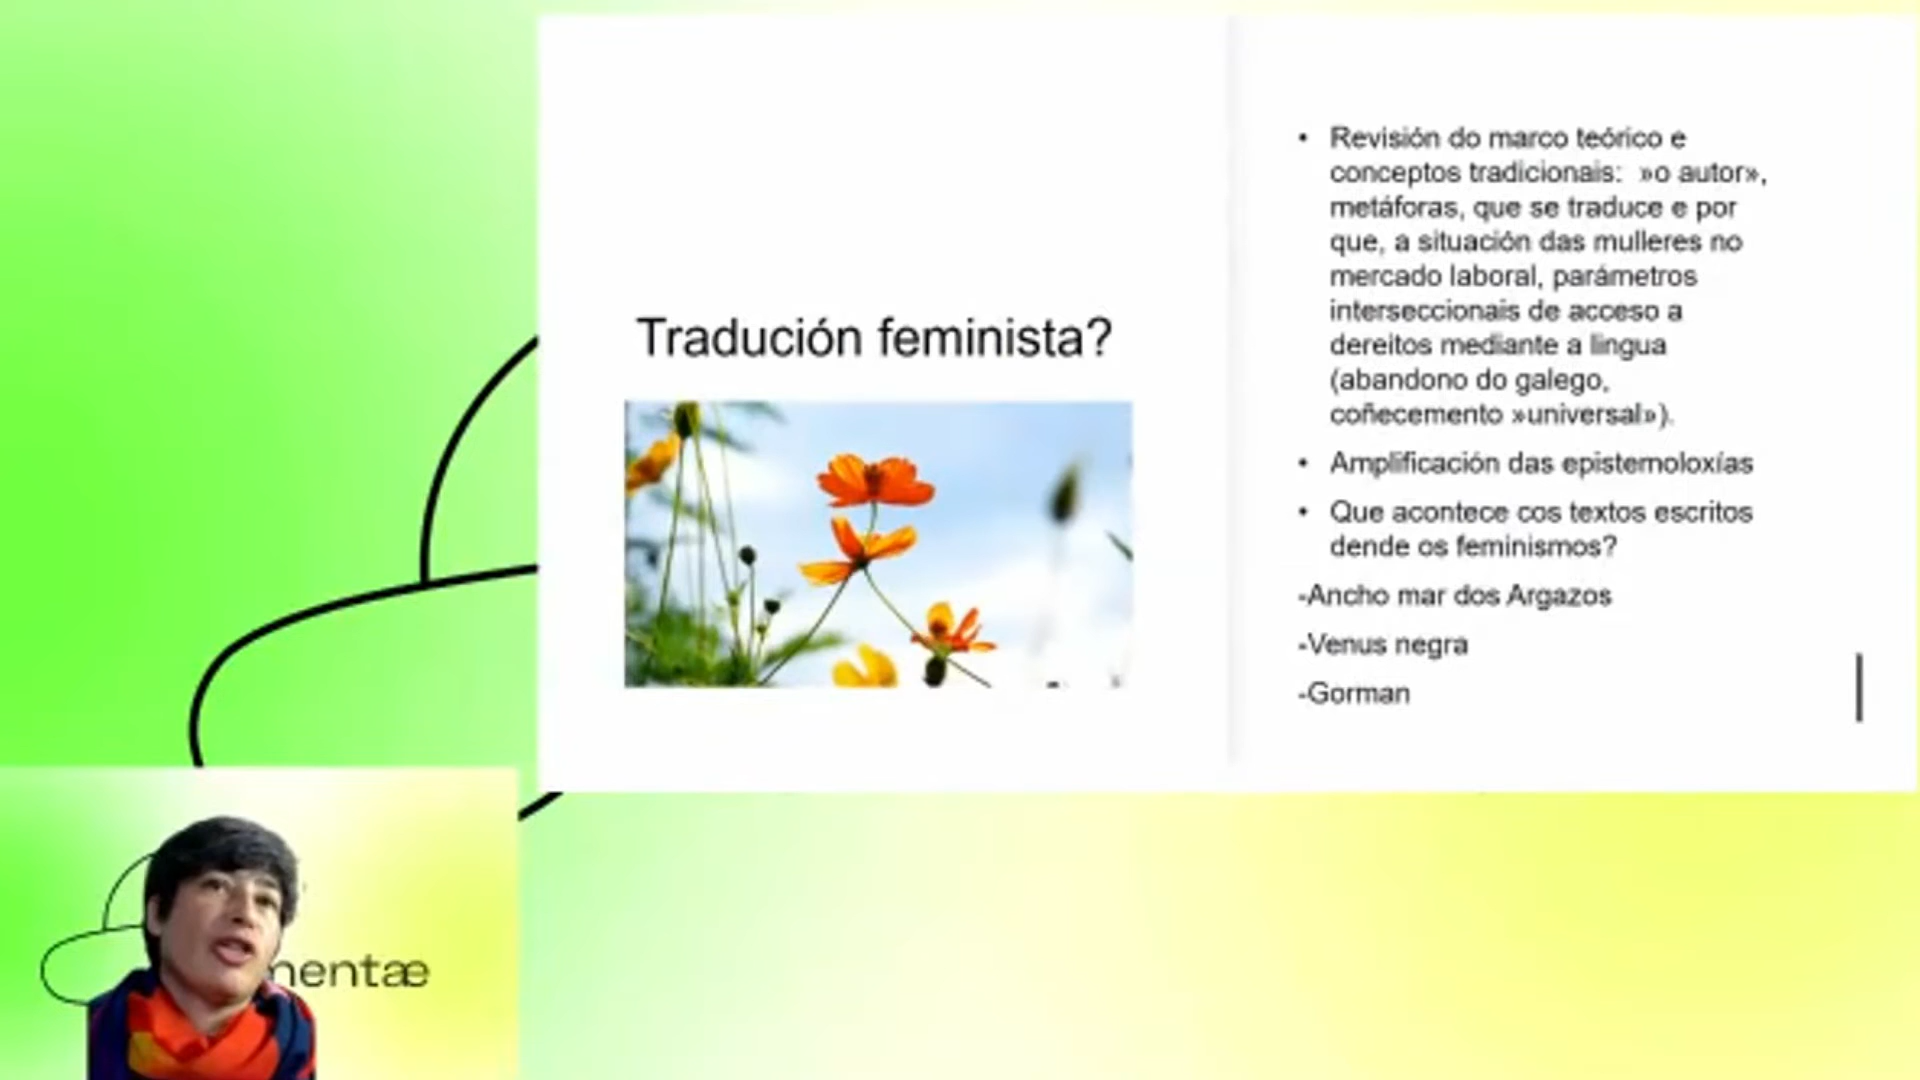 Tradución feminista?
• Revisión do marco teórico e
conceptos tradicionais: »o autor»,
metáforas, que se traduce e por
que, a situación das mulleres no
mercado laboral, parámetros
interseccionais de acceso a
dereitos mediante a lingua
(abandono do galego,
coñecemento »universal»).
• Amplificación das epistemoloxías
• Que acontece cos textos escritos
dende os feminismos?
-Ancho mar dos Argazos
-Venus negra
-Gorman
mentæ